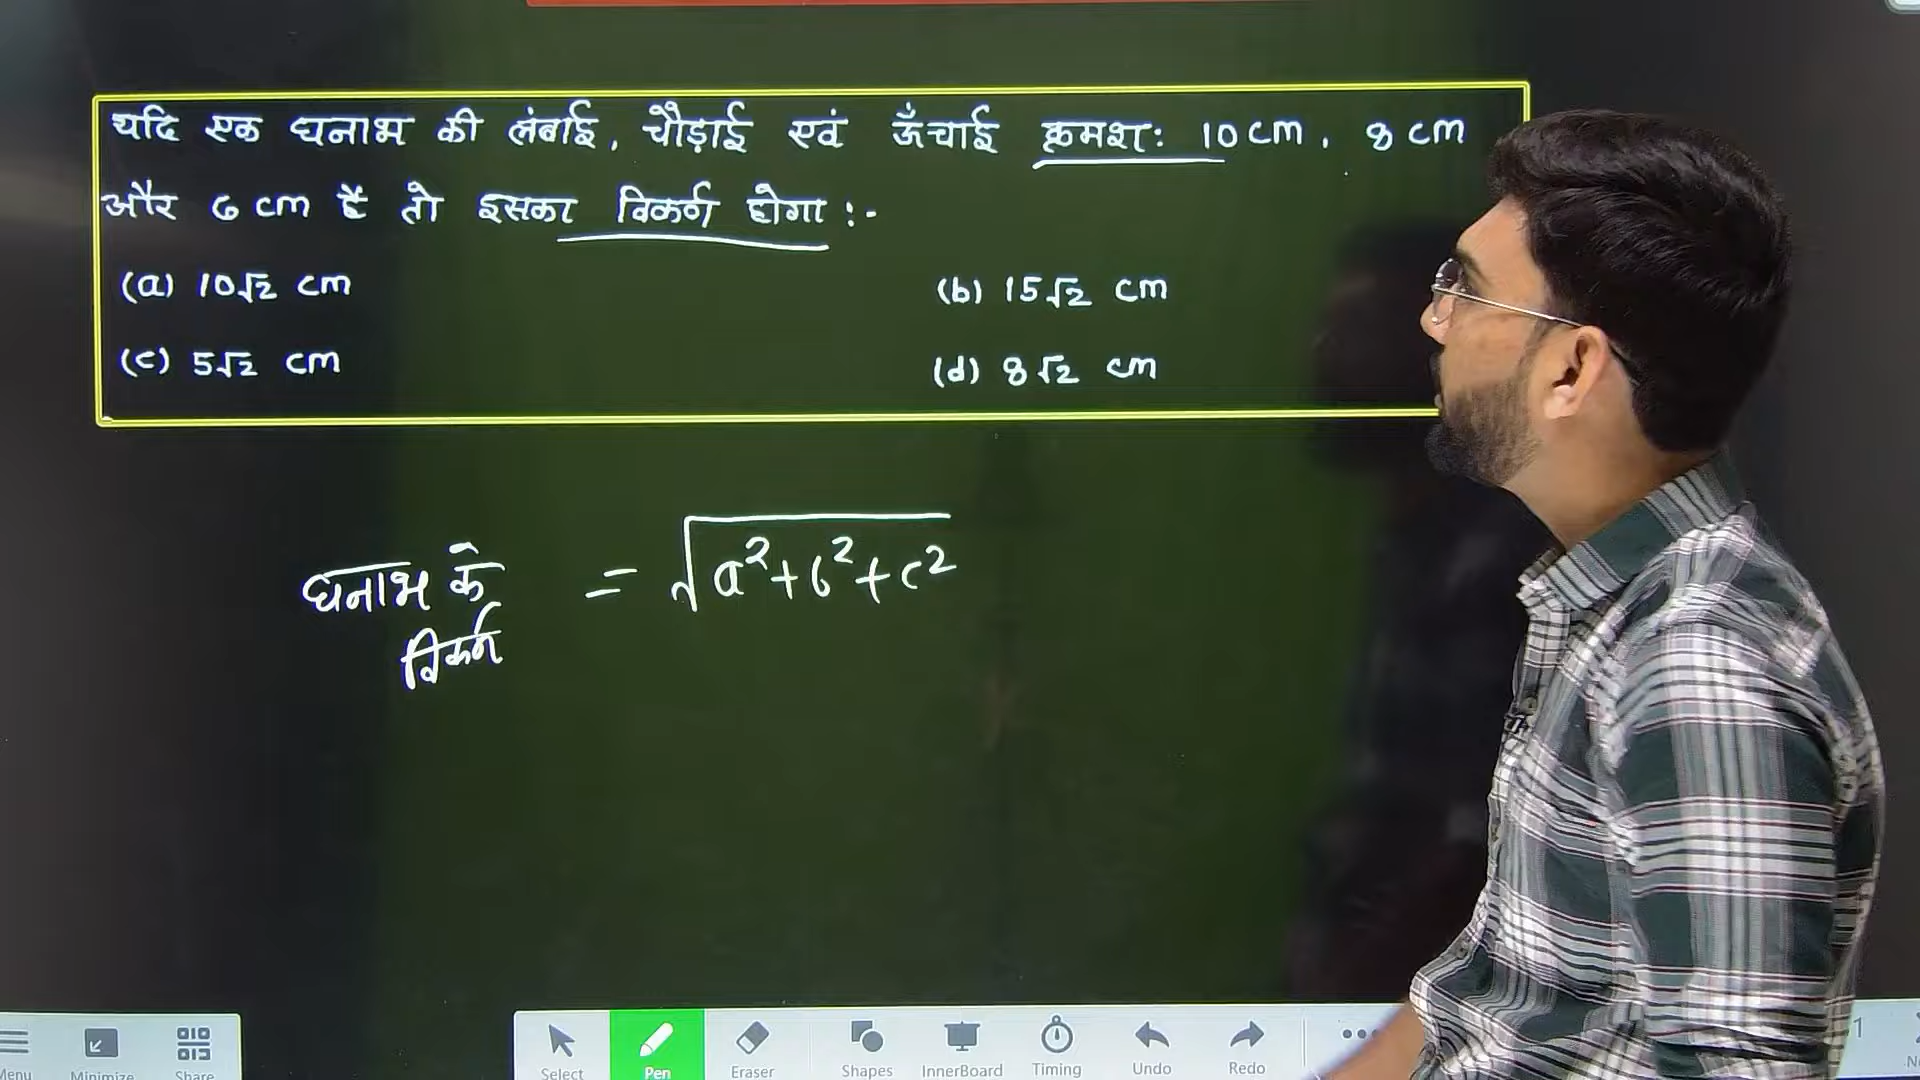 यदि एक घनाभ की लंबाई, चौड़ाई एवं ऊँचाई क्रमशः 10 cm, 8 cm
और 6 cm है तो इसका विकर्ण होगा :-
(a) 10√2 cm (b) 15√2 cm
(c) 5√2 cm (d) 8√2 cm
घनाभ के = √a²+b²+c²
विकर्ण
Menu Minimize Share Select Pen Eraser Shapes InnerBoard Timing Undo Redo 1